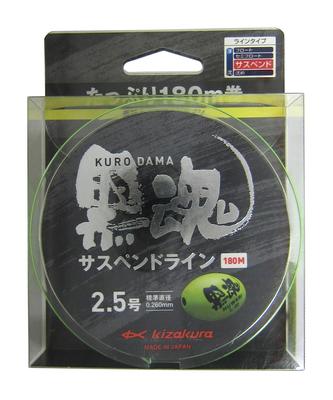 ラインタイプ
フロート
セミフロート
サスペンド
沈め
たっぷり180m巻
KURO DAMA
黒魂
サスペンドライン 180M
2.5号 標準直径
0.260mm
黒魂
kizakura
MADE IN JAPAN